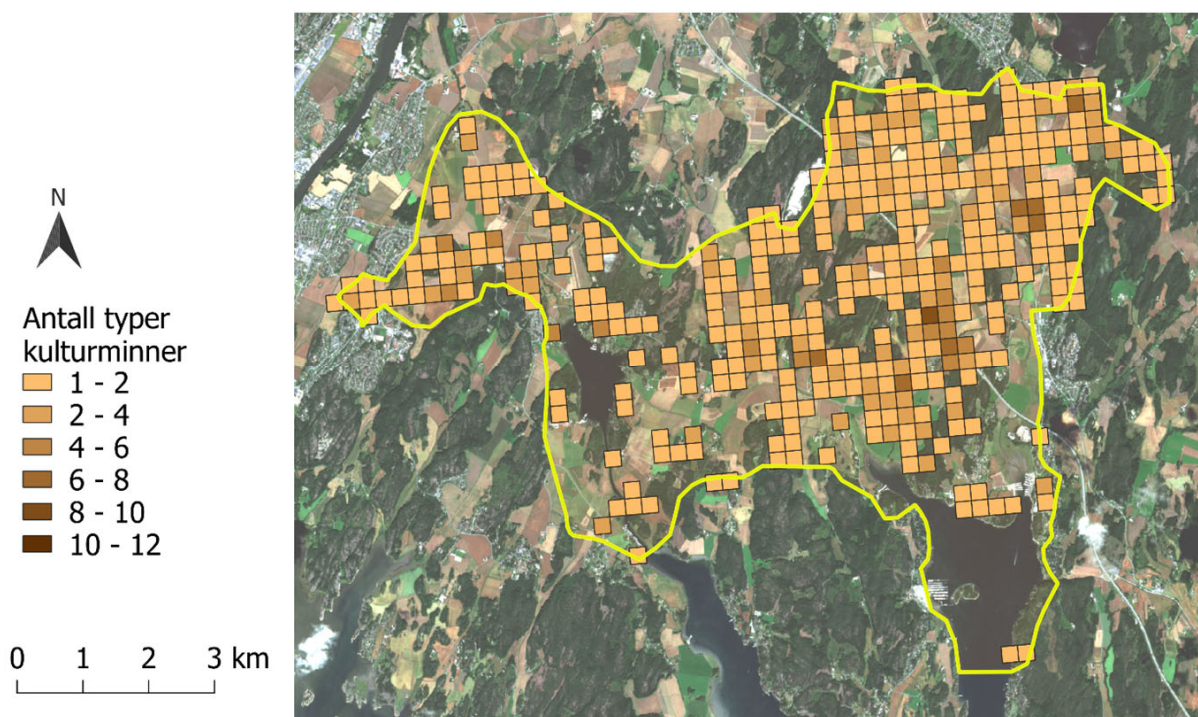 N
Antall typer
kulturminner
1 - 2
2 - 4
4 - 6
6 - 8
8 - 10
10 - 12
0 1 2 3 km